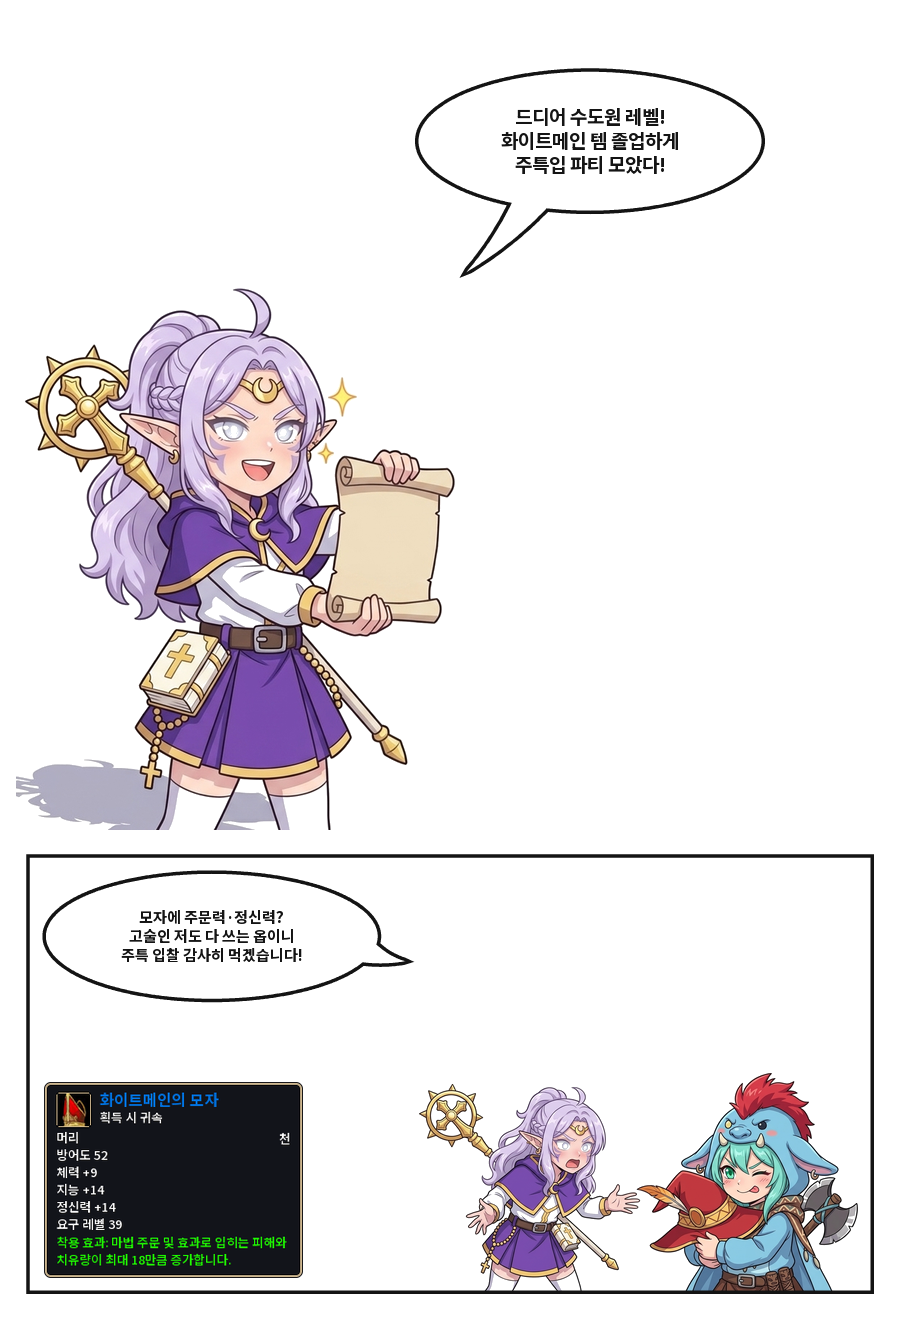 드디어 수도원 레벨!
화이트메인 템 졸업하게
주특입 파티 모았다!
모자에 주문력·정신력?
고술인 저도 다 쓰는 옵이니
주특 입찰 감사히 먹겠습니다!
화이트메인의 모자
획득 시 귀속
머리 천
방어도 52
체력 +9
지능 +14
정신력 +14
요구 레벨 39
착용 효과: 마법 주문 및 효과로 입히는 피해와
치유량이 최대 18만큼 증가합니다.